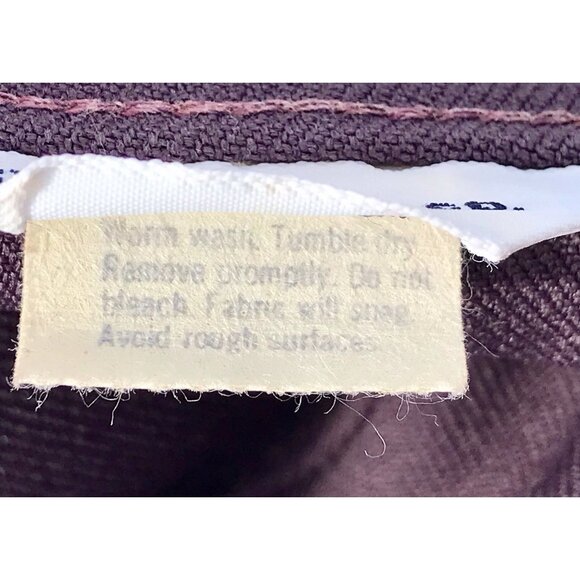 Warm wash. Tumble dry
Remove promptly. Do not
bleach. Fabric will snag.
Avoid rough surfaces.